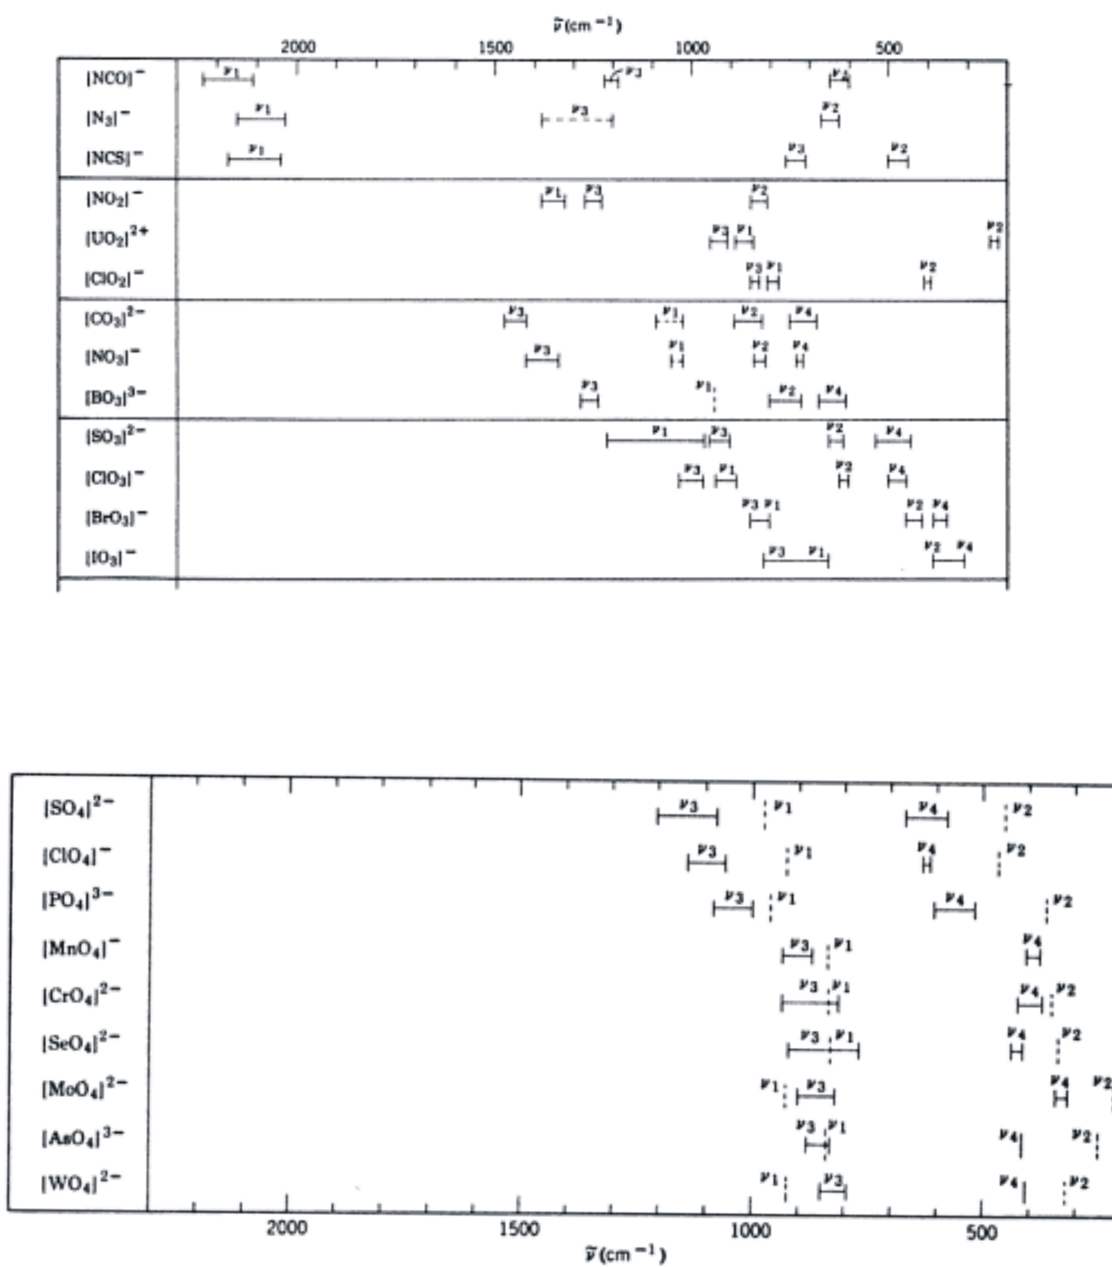 ν̃(cm⁻¹)
2000 1500 1000 500
[NCO]⁻ ν₁ ν₃ ν₂
[N₃]⁻ ν₁ ν₃ ν₂
[NCS]⁻ ν₁ ν₃ ν₂
[NO₂]⁻ ν₁ ν₃ ν₂
[UO₂]²⁺ ν₃ ν₁ ν₂
[ClO₂]⁻ ν₃ ν₁ ν₂
[CO₃]²⁻ ν₃ ν₁ ν₂ ν₄
[NO₃]⁻ ν₃ ν₁ ν₂ ν₄
[BO₃]³⁻ ν₃ ν₁ ν₂ ν₄
[SO₃]²⁻ ν₁ ν₃ ν₂ ν₄
[ClO₃]⁻ ν₃ ν₁ ν₂ ν₄
[BrO₃]⁻ ν₃ ν₁ ν₂ ν₄
[IO₃]⁻ ν₃ ν₁ ν₂ ν₄
[SO₄]²⁻ ν₃ ν₁ ν₄ ν₂
[ClO₄]⁻ ν₃ ν₁ ν₄ ν₂
[PO₄]³⁻ ν₃ ν₁ ν₄ ν₂
[MnO₄]⁻ ν₃ ν₁ ν₄
[CrO₄]²⁻ ν₃ ν₁ ν₄ ν₂
[SeO₄]²⁻ ν₃ ν₁ ν₄ ν₂
[MoO₄]²⁻ ν₁ ν₃ ν₄ ν₂
[AsO₄]³⁻ ν₃ ν₁ ν₄ ν₂
[WO₄]²⁻ ν₁ ν₃ ν₄ ν₂
2000 1500 1000 500
ν̃(cm⁻¹)